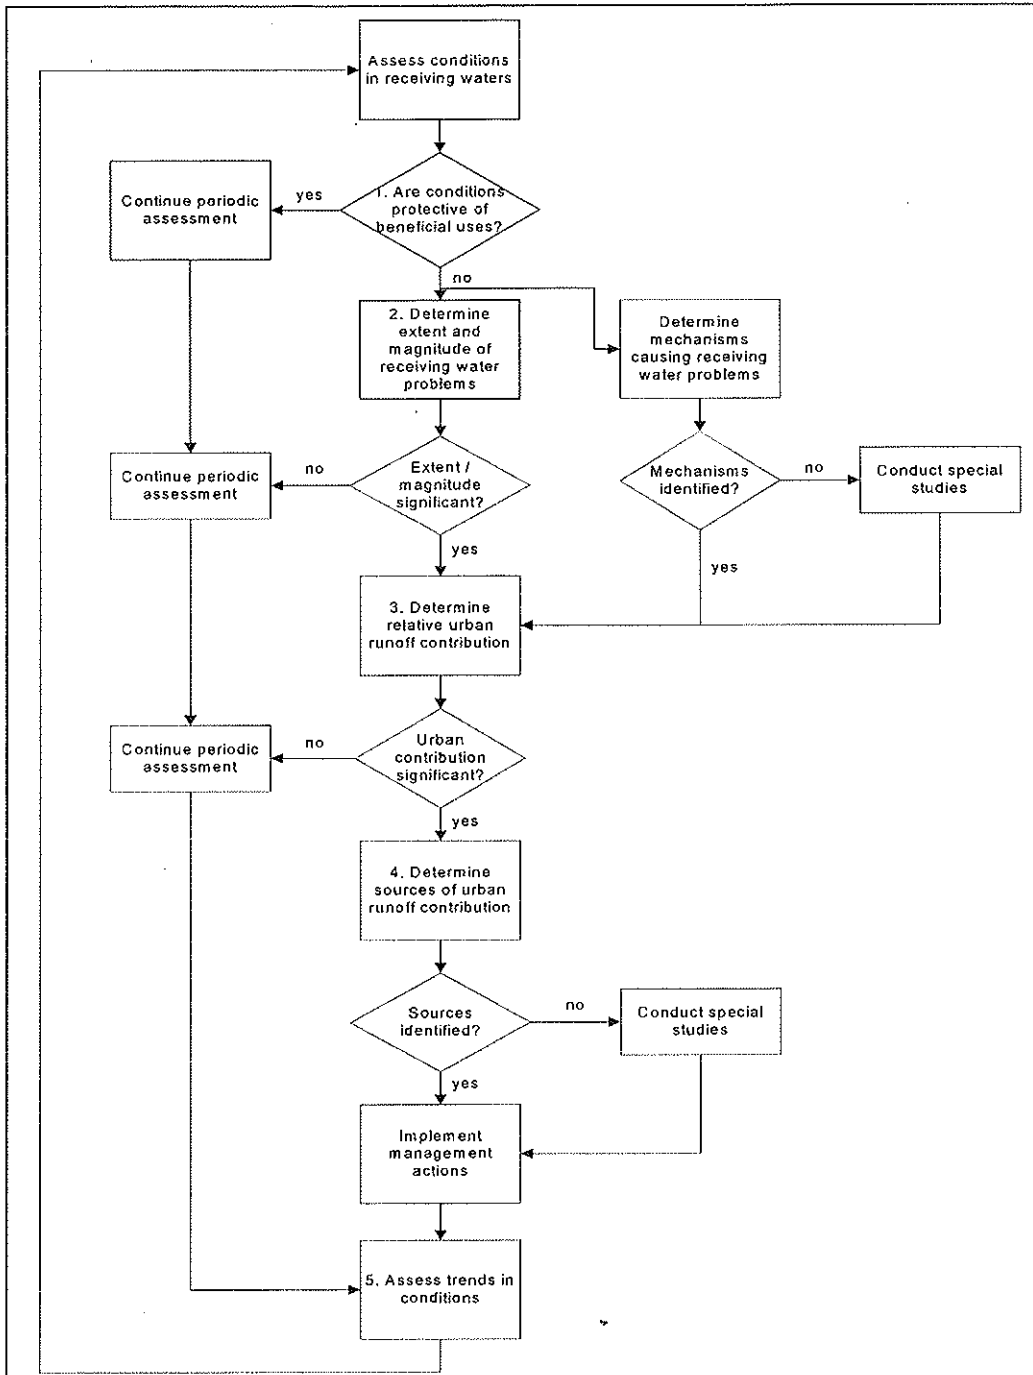 Assess conditions
in receiving waters
Continue periodic
assessment
yes
1. Are conditions
protective of
beneficial uses?
no
2. Determine
extent and
magnitude of
receiving water
problems
Determine
mechanisms
causing receiving
water problems
Continue periodic
assessment
no
Extent /
magnitude
significant?
Mechanisms
identified?
no
Conduct special
studies
yes
yes
3. Determine
relative urban
runoff contribution
Continue periodic
assessment
no
Urban
contribution
significant?
yes
4. Determine
sources of urban
runoff contribution
Sources
identified?
no
Conduct special
studies
yes
Implement
management
actions
5. Assess trends in
conditions